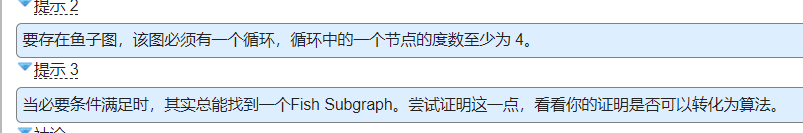 提示 2
要存在鱼子图，该图必须有一个循环，循环中的一个节点的度数至少为 4。
提示 3
当必要条件满足时，其实总能找到一个Fish Subgraph。尝试证明这一点，看看你的证明是否可以转化为算法。